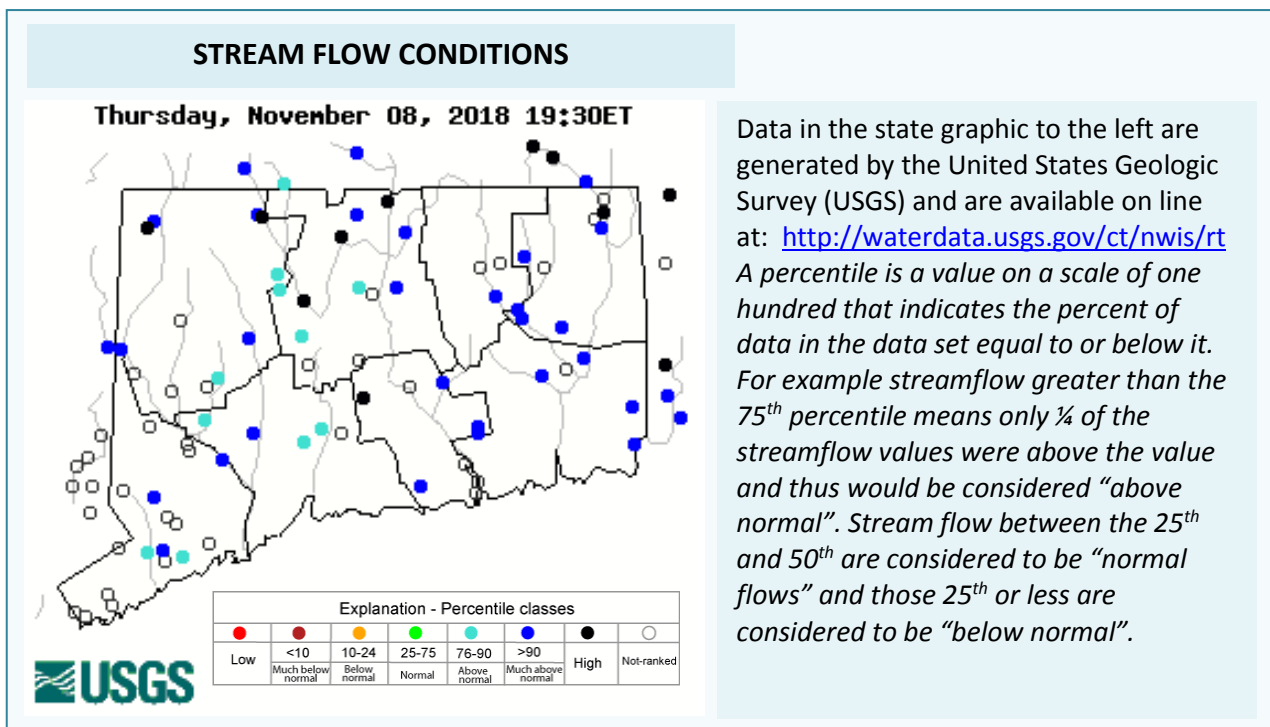 STREAM FLOW CONDITIONS
Thursday, November 08, 2018 19:30ET
Explanation - Percentile classes
Low
<10
10-24
25-75
76-90
>90
High
Not-ranked
Much below
normal
Below
normal
Normal
Above
normal
Much above
normal
USGS
Data in the state graphic to the left are
generated by the United States Geologic
Survey (USGS) and are available on line
at: http://waterdata.usgs.gov/ct/nwis/rt
A percentile is a value on a scale of one
hundred that indicates the percent of
data in the data set equal to or below it.
For example streamflow greater than the
75th percentile means only ¼ of the
streamflow values were above the value
and thus would be considered “above
normal”. Stream flow between the 25th
and 50th are considered to be “normal
flows” and those 25th or less are
considered to be “below normal”.